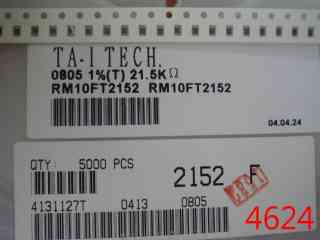 TA-I TECH.
0805 1%(T) 21.5KΩ
RM10FT2152 RM10FT2152
04.04.24
QTY: 5000 PCS
2152 F
4131127T 0413 0805
4624